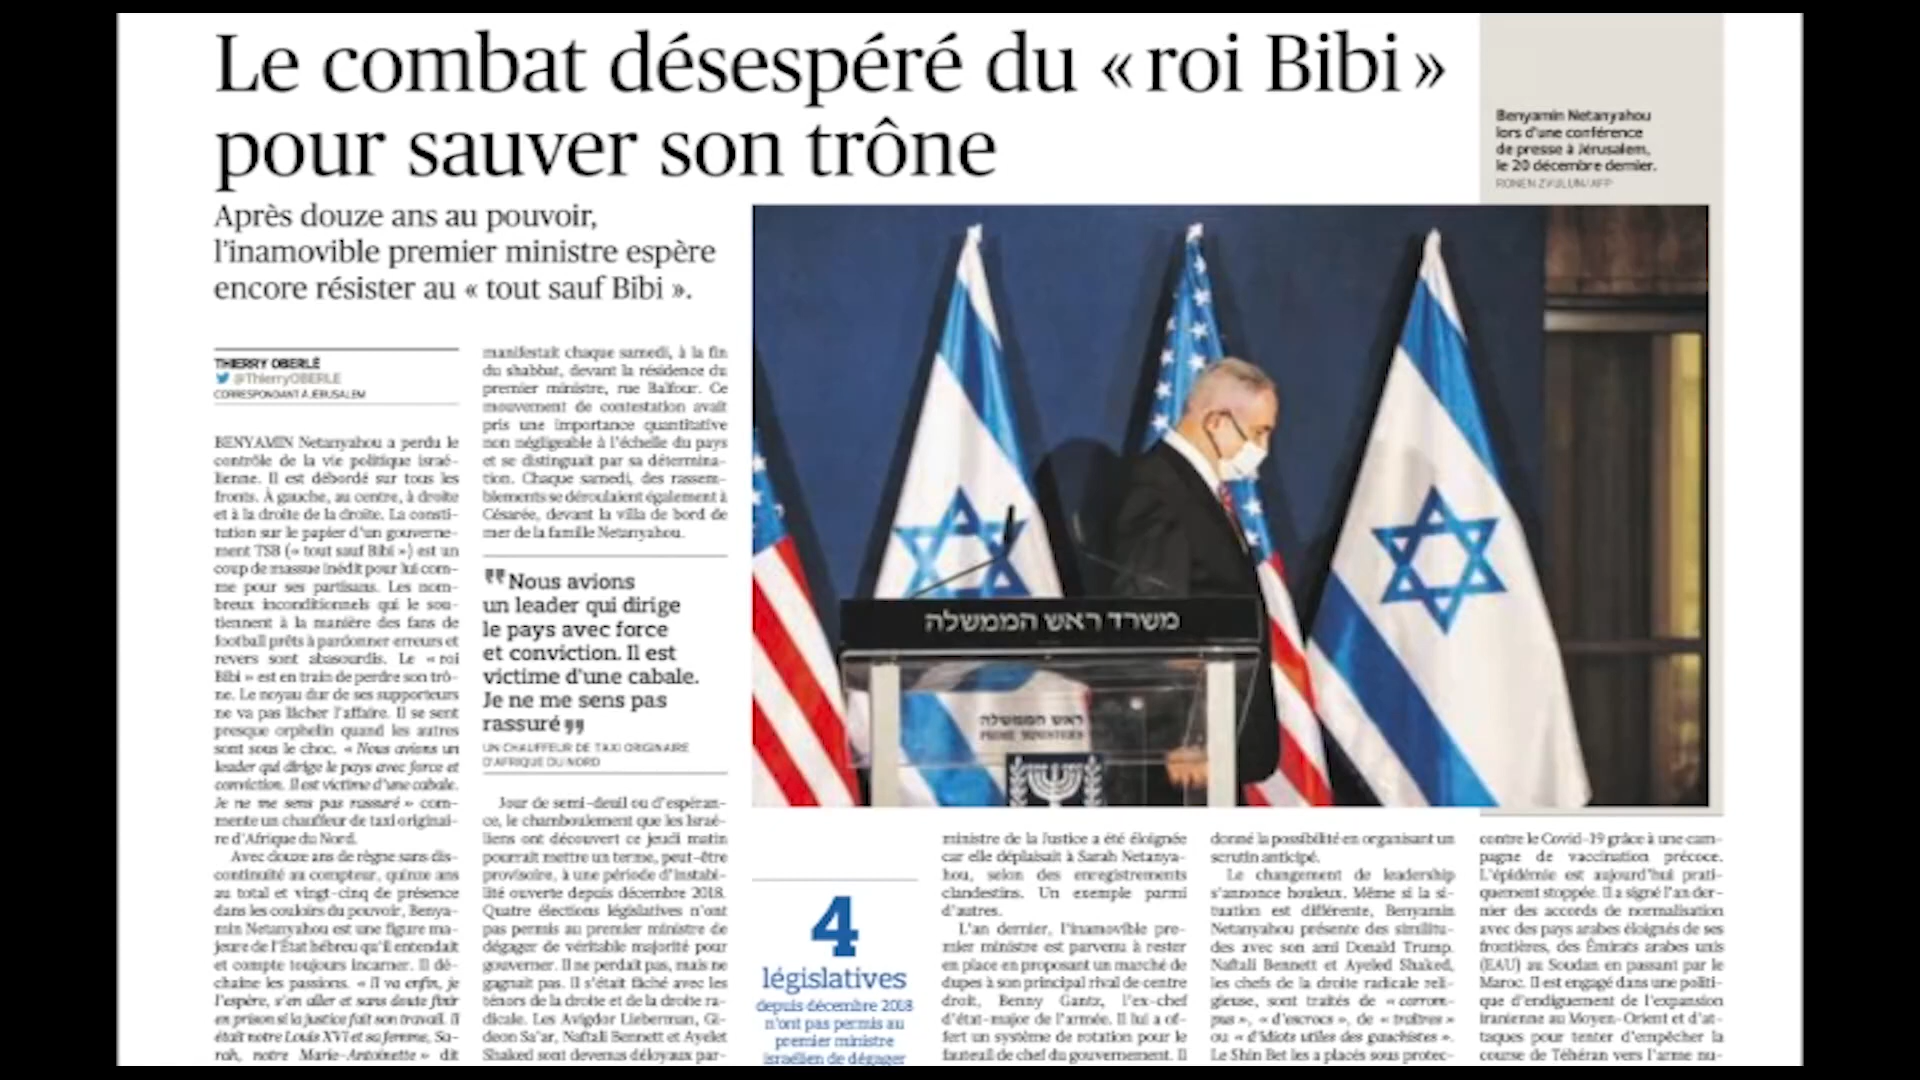 Le combat désespéré du « roi Bibi »
pour sauver son trône
Après douze ans au pouvoir,
l'inamovible premier ministre espère
encore résister au « tout sauf Bibi ».
Benyamin Netanyahou
lors d'une conférence
de presse à Jérusalem,
le 20 décembre dernier.
RONEN ZVULUN/AFP
THIERRY OBERLÉ
@ThierryOBERLE
CORRESPONDANT À JÉRUSALEM
BENYAMIN Netanyahou a perdu le
contrôle de la vie politique israé-
lienne. Il est débordé sur tous les
fronts. À gauche, au centre, à droite
et à la droite de la droite. La consti-
tution sur le papier d'un gouverne-
ment TSB (« tout sauf Bibi ») est un
coup de massue inédit pour lui com-
me pour ses partisans. Les nom-
breux inconditionnels qui le sou-
tiennent à la manière des fans de
football prêts à pardonner erreurs et
revers sont abasourdis. Le « roi
Bibi » est en train de perdre son trô-
ne. Le noyau dur de ses supporteurs
ne va pas lâcher l'affaire. Il se sent
presque orphelin quand les autres
sont sous le choc. « Nous avions un
leader qui dirige le pays avec force et
conviction. Il est victime d'une cabale.
Je ne me sens pas rassuré » com-
mente un chauffeur de taxi originai-
re d'Afrique du Nord.
Avec douze ans de règne sans dis-
continuité au compteur, quinze ans
au total et vingt-cinq de présence
dans les couloirs du pouvoir, Benya-
min Netanyahou est une figure ma-
jeure de l'État hébreu qu'il entendait
et compte toujours incarner. Il dé-
chaîne les passions. « Il va enfin, je
l'espère, s'en aller et sans doute finir
en prison si la justice fait son travail. Il
était notre Louis XVI et sa femme, Sa-
rah, notre Marie-Antoinette » dit
manifestait chaque samedi, à la fin
du shabbat, devant la résidence du
premier ministre, rue Balfour. Ce
mouvement de contestation avait
pris une importance quantitative
non négligeable à l'échelle du pays
et se distinguait par sa détermina-
tion. Chaque samedi, des rassem-
blements se déroulaient également à
Césarée, devant la villa de bord de
mer de la famille Netanyahou.
"Nous avions
un leader qui dirige
le pays avec force
et conviction. Il est
victime d'une cabale.
Je ne me sens pas
rassuré"
UN CHAUFFEUR DE TAXI ORIGINAIRE
D'AFRIQUE DU NORD
Jour de semi-deuil ou d'espéran-
ce, le chamboulement que les Israé-
liens ont découvert ce jeudi matin
pourrait mettre un terme, peut-être
provisoire, à une période d'instabi-
lité ouverte depuis décembre 2018.
Quatre élections législatives n'ont
pas permis au premier ministre de
dégager de véritable majorité pour
gouverner. Il ne perdait pas, mais ne
gagnait pas. Il s'était fâché avec les
ténors de la droite et de la droite ra-
dicale. Les Avigdor Lieberman, Gi-
deon Sa'ar, Naftali Bennett et Ayelet
Shaked sont devenus déloyaux par-
משרד ראש הממשלה
ראש הממשלה
PRIME MINISTER'S
4
législatives
depuis décembre 2018
n'ont pas permis au
premier ministre
israélien de dégager
ministre de la Justice a été éloignée
car elle déplaisait à Sarah Netanya-
hou, selon des enregistrements
clandestins. Un exemple parmi
d'autres.
L'an dernier, l'inamovible pre-
mier ministre est parvenu à rester
en place en proposant un marché de
dupes à son principal rival de centre
droit, Benny Gantz, l'ex-chef
d'état-major de l'armée. Il lui a of-
fert un système de rotation pour le
fauteuil de chef du gouvernement. Il
donné la possibilité en organisant un
scrutin anticipé.
Le changement de leadership
s'annonce houleux. Même si la si-
tuation est différente, Benyamin
Netanyahou présente des similitu-
des avec son ami Donald Trump.
Naftali Bennett et Ayeled Shaked,
les chefs de la droite radicale reli-
gieuse, sont traités de « corrom-
pus », « d'escrocs », de « traîtres »
ou « d'idiots utiles des gauchistes ».
Le Shin Bet les a placés sous protec-
contre le Covid-19 grâce à une cam-
pagne de vaccination précoce.
L'épidémie est aujourd'hui prati-
quement stoppée. Il a signé l'an der-
nier des accords de normalisation
avec des pays arabes éloignés de ses
frontières, des Émirats arabes unis
(EAU) au Soudan en passant par le
Maroc. Il est engagé dans une politi-
que d'endiguement de l'expansion
iranienne au Moyen-Orient et d'at-
taques pour tenter d'empêcher la
course de Téhéran vers l'arme nu-